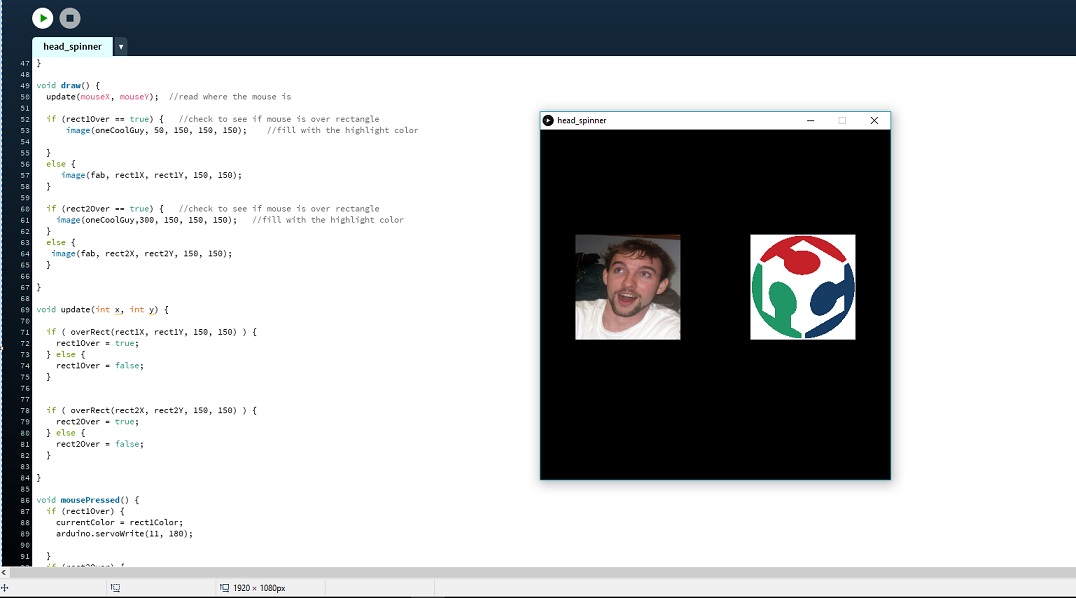 head_spinner
47 }
48
49 void draw() {
50 update(mouseX, mouseY); //read where the mouse is
51
52 if (rect1Over == true) { //check to see if mouse is over rectangle
53 image(oneCoolGuy, 50, 150, 150, 150); //fill with the highlight color
54
55 }
56 else {
57 image(fab, rect1X, rect1Y, 150, 150);
58 }
59
60 if (rect2Over == true) { //check to see if mouse is over rectangle
61 image(oneCoolGuy,300, 150, 150, 150); //fill with the highlight color
62 }
63 else {
64 image(fab, rect2X, rect2Y, 150, 150);
65 }
66
67 }
68
69 void update(int x, int y) {
70
71 if ( overRect(rect1X, rect1Y, 150, 150) ) {
72 rect1Over = true;
73 } else {
74 rect1Over = false;
75 }
76
77
78 if ( overRect(rect2X, rect2Y, 150, 150) ) {
79 rect2Over = true;
80 } else {
81 rect2Over = false;
82 }
83
84 }
85
86 void mousePressed() {
87 if (rect1Over) {
88 currentColor = rect1Color;
89 arduino.servoWrite(11, 180);
90
91 }
head_spinner
1920 × 1080px